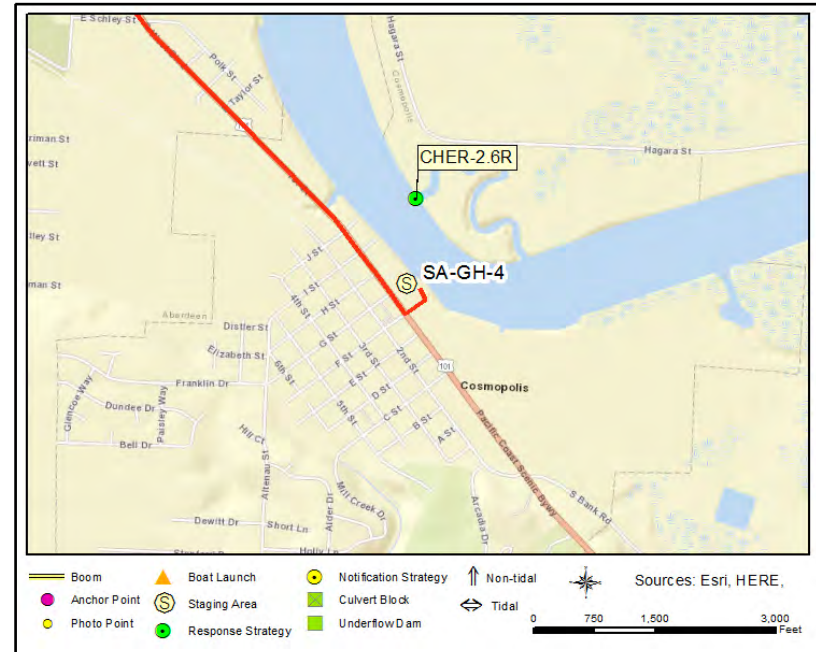 E Schley St
Polk St
Taylor St
101
Hagara St
Cosmopolis
Hagara St
CHER-2.6R
S
SA-GH-4
Aberdeen
J St
I St
H St
4th St
G St
F St
3rd St
2nd St
E St
D St
5th St
C St
6th St
B St
A St
Distler St
Elizabeth St
Franklin Dr
Glencoe Way
Dundee Dr
Paisley Way
Bell Dr
Hill Ct
Altenau St
Mill Creek Dr
Alder Dr
Dewitt Dr
Short Ln
Holly Ln
101
Cosmopolis
Pacific Coast Scenic Bywy
S Bank Rd
Arcadia Dr
Boom
Boat Launch
Notification Strategy
Non-tidal
Sources: Esri, HERE,
Anchor Point
S
Staging Area
Culvert Block
Tidal
Photo Point
Response Strategy
Underflow Dam
0 750 1,500 3,000
Feet